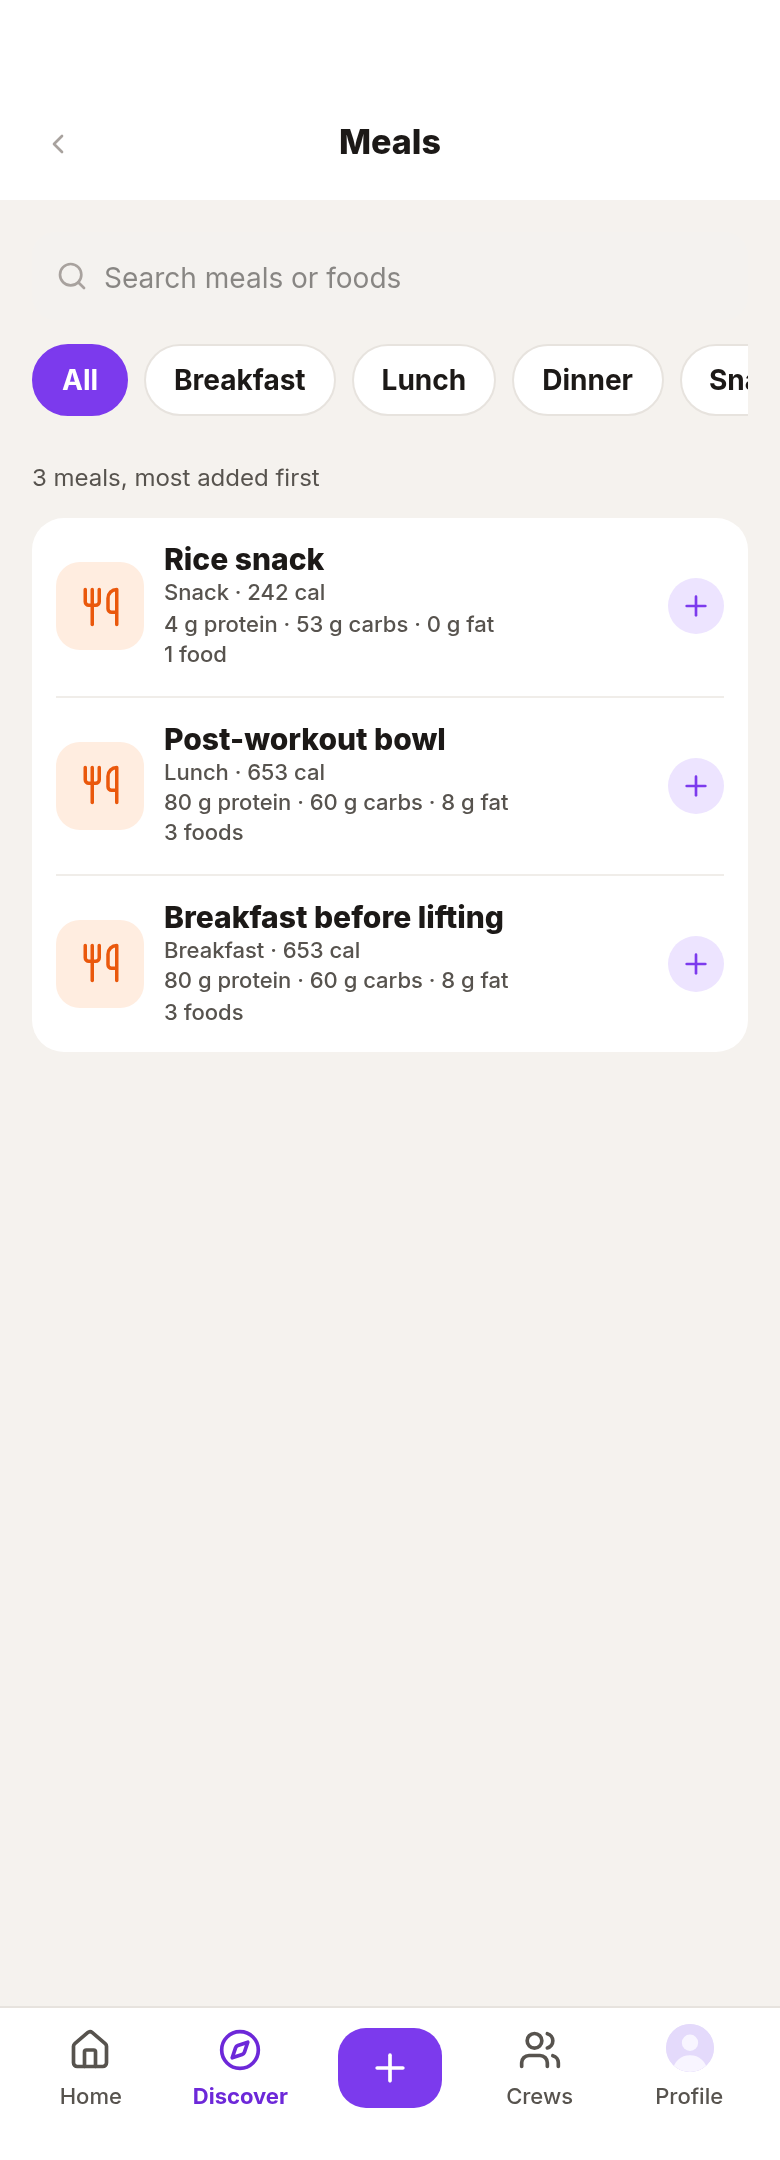 Meals
Search meals or foods
All
Breakfast
Lunch
Dinner
3 meals, most added first
Rice snack
Snack · 242 cal
4 g protein · 53 g carbs · 0 g fat
1 food
Post-workout bowl
Lunch · 653 cal
80 g protein · 60 g carbs · 8 g fat
3 foods
Breakfast before lifting
Breakfast · 653 cal
80 g protein · 60 g carbs · 8 g fat
3 foods
Home
Discover
Crews
Profile